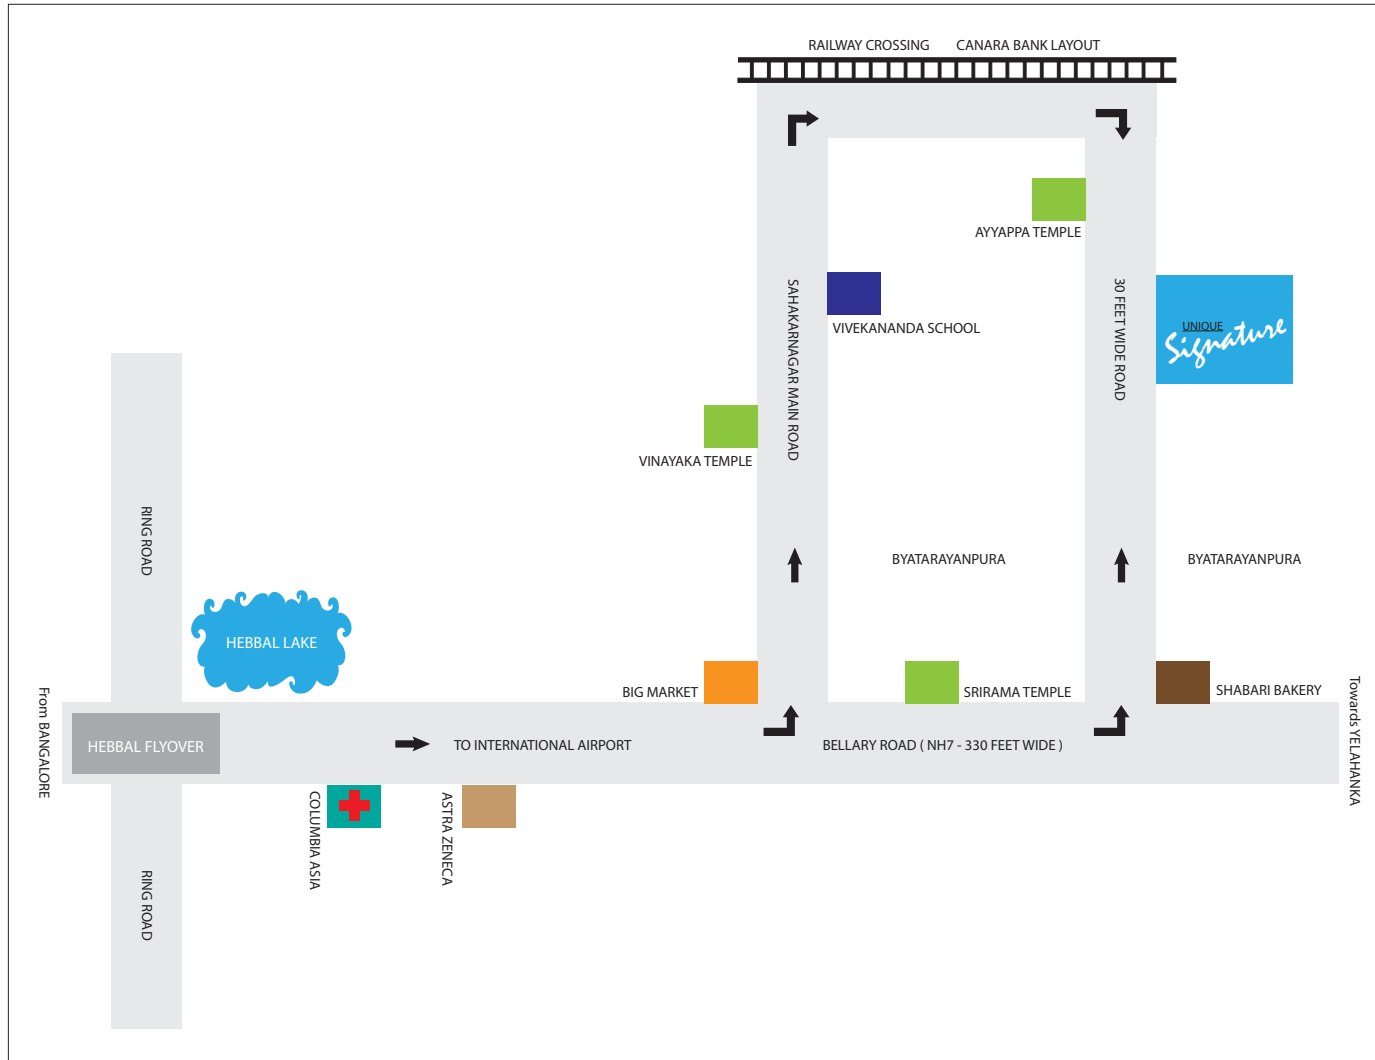 RAILWAY CROSSING
CANARA BANK LAYOUT
AYYAPPA TEMPLE
SAHAKARNAGAR MAIN ROAD
30 FEET WIDE ROAD
VIVEKANANDA SCHOOL
UNIQUE
Signature
VINAYAKA TEMPLE
RING ROAD
BYATARAYANPURA
BYATARAYANPURA
HEBBAL LAKE
BIG MARKET
SRIRAMA TEMPLE
SHABARI BAKERY
From BANGALORE
HEBBAL FLYOVER
TO INTERNATIONAL AIRPORT
BELLARY ROAD ( NH7 - 330 FEET WIDE )
Towards YELAHANKA
COLUMBIA ASIA
ASTRA ZENECA
RING ROAD